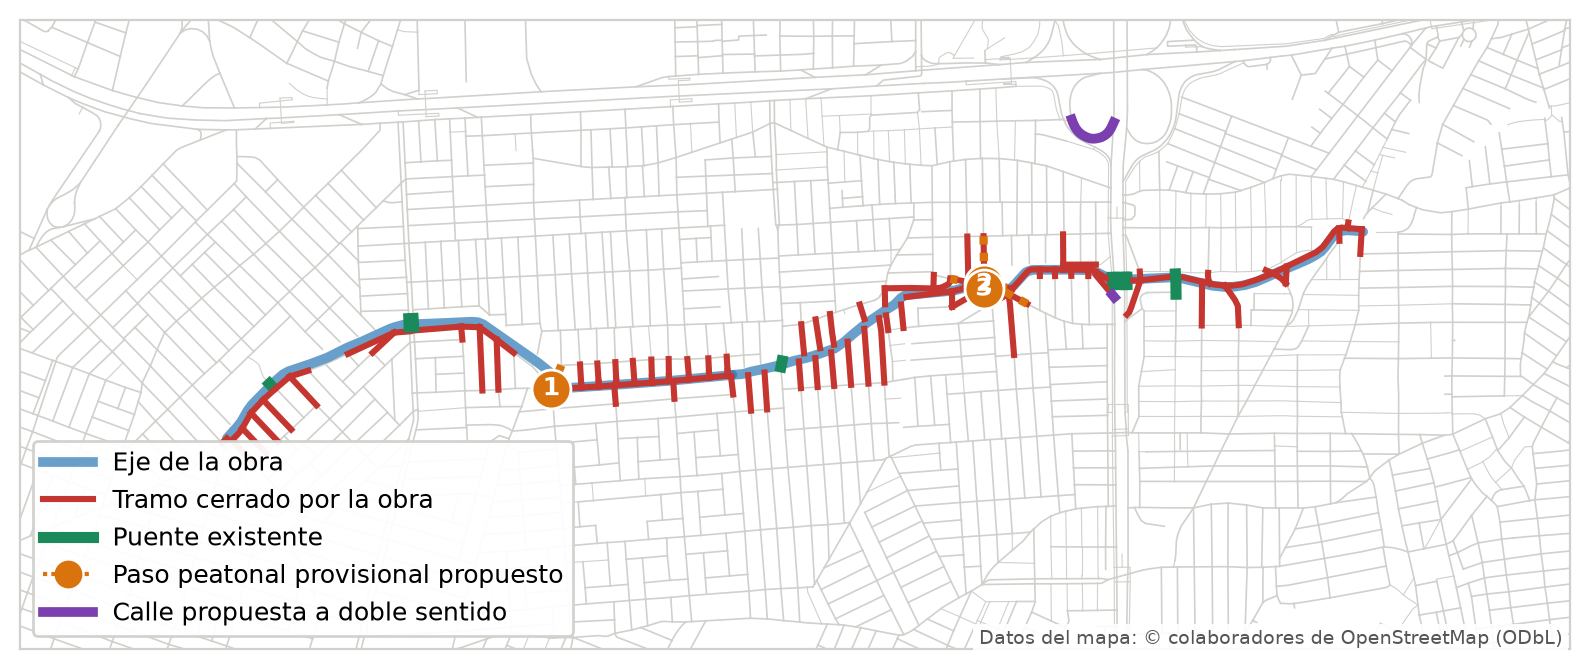 1
3
Eje de la obra
Tramo cerrado por la obra
Puente existente
Paso peatonal provisional propuesto
Calle propuesta a doble sentido
Datos del mapa: © colaboradores de OpenStreetMap (ODbL)